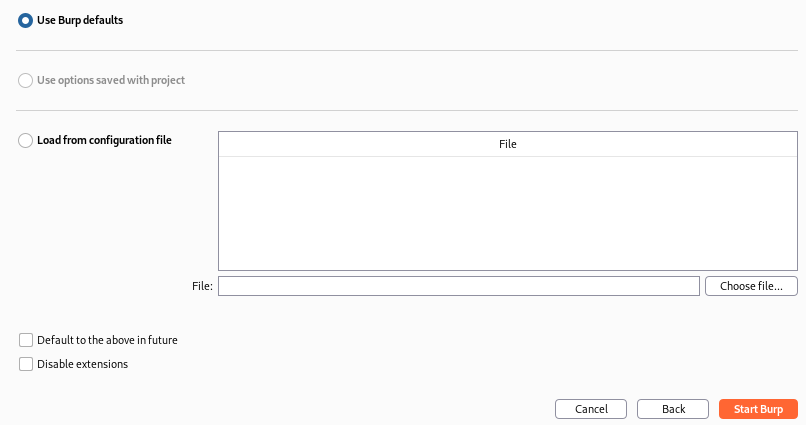 Use Burp defaults
Use options saved with project
Load from configuration file
File
File:
Choose file...
Default to the above in future
Disable extensions
Cancel
Back
Start Burp